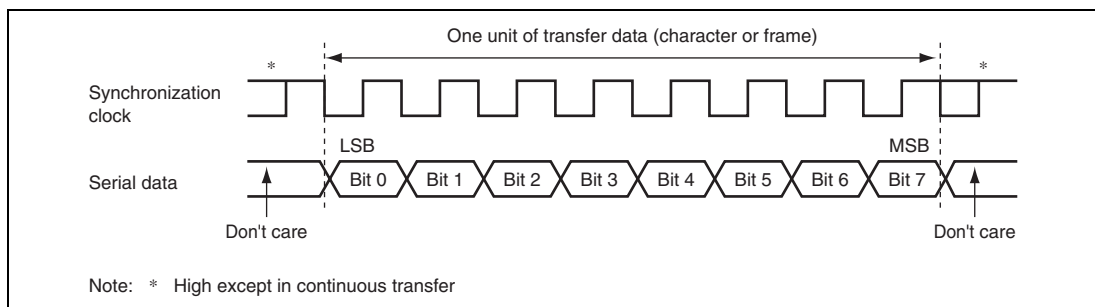 One unit of transfer data (character or frame)
* *
Synchronization
clock
LSB MSB
Serial data Bit 0 Bit 1 Bit 2 Bit 3 Bit 4 Bit 5 Bit 6 Bit 7
Don't care Don't care
Note: * High except in continuous transfer